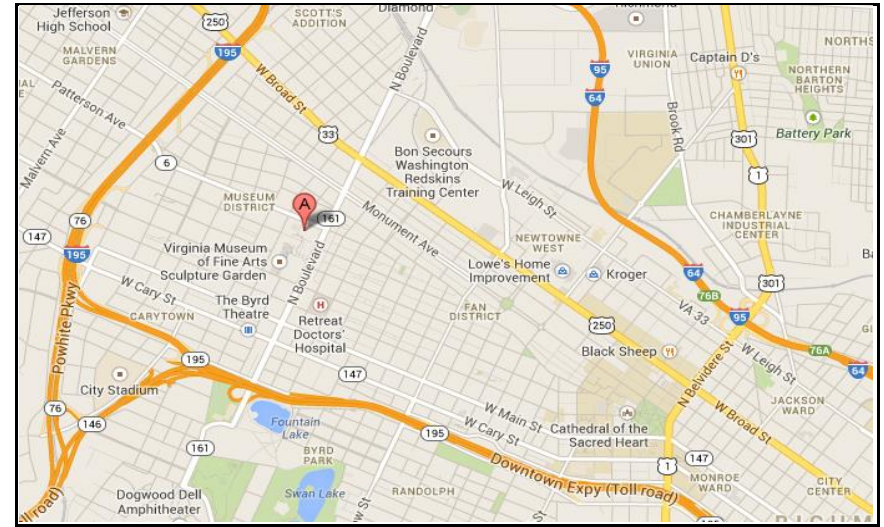 Jefferson
High School
SCOTT'S
ADDITION
Diamond
250
195
MALVERN
GARDENS
N Boulevard
W Broad St
95
64
VIRGINIA
UNION
Captain D's
NORTHERN
BARTON
HEIGHTS
Patterson Ave
Malvern Ave
33
Bon Secours
Washington
Redskins
Training Center
Brook Rd
301
Battery Park
1
6
MUSEUM
DISTRICT
A
161
W Leigh St
76
147
195
Virginia Museum
of Fine Arts
Sculpture Garden
Monument Ave
NEWTOWNE
WEST
CHAMBERLAYNE
INDUSTRIAL
CENTER
N Boulevard
Lowe's Home
Improvement
Kroger
64
76B
301
W Cary St
CARYTOWN
The Byrd
Theatre
Retreat
Doctors'
Hospital
FAN
DISTRICT
250
VA 33
95
76A
64
Powhite Pkwy
195
147
Black Sheep
N Belvidere St
W Leigh St
City Stadium
76
146
Fountain
Lake
W Main St
W Cary St
Cathedral of the
Sacred Heart
W Broad St
JACKSON
WARD
161
BYRD
PARK
195
Downtown Expy (Toll road)
1
147
MONROE
WARD
CITY
CENTER
Dogwood Dell
Amphitheater
Swan Lake
RANDOLPH